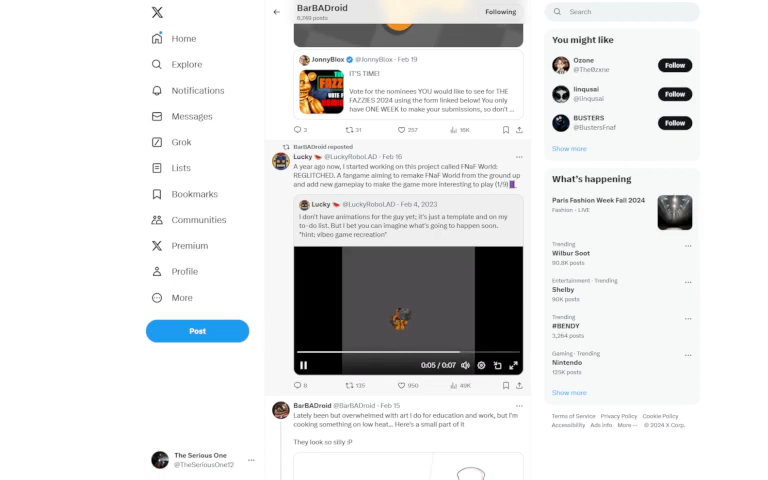 BarBADroid
6,749 posts
Following
Search
Home
Explore
Notifications
Messages
Grok
Lists
Bookmarks
Communities
Premium
Profile
More
Post
The Serious One
@TheSeriousOne12
JonnyBlox @JonnyBlox · Feb 19
IT'S TIME!
Vote for the nominees YOU would like to see for THE
FAZZIES 2024 using the form linked below! You only
have ONE WEEK to make your submissions, so don't ...
3 31 257 18K
BarBADroid reposted
Lucky @LuckyRoboLAD · Feb 16
A year ago now, I started working on this project called FNaF World:
REGLITCHED. A fangame aiming to remake FNaF World from the ground up
and add new gameplay to make the game more interesting to play (1/9)
Lucky @LuckyRoboLAD · Feb 4, 2023
I don't have animations for the guy yet; it's just a template and on my
to-do list. But I bet you can imagine what's going to happen soon.
*hint; vibeo game recreation*
0:05 / 0:07
8 135 950 49K
BarBADroid @BarBADroid · Feb 15
Lately been but overwhelmed with art I do for education and work, but I'm
cooking something on low heat... Here's a small part of it
They look so silly :P
You might like
Ozone
@The0zxne
Follow
linqusai
@linqusai
Follow
BUSTERS
@BustersFnaf
Follow
Show more
What's happening
Paris Fashion Week Fall 2024
Fashion · LIVE
Trending
Wilbur Soot
90.8K posts
Entertainment · Trending
Shelby
90K posts
Trending
#BENDY
3,264 posts
Gaming · Trending
Nintendo
125K posts
Show more
Terms of Service Privacy Policy Cookie Policy
Accessibility Ads info More ··· © 2024 X Corp.